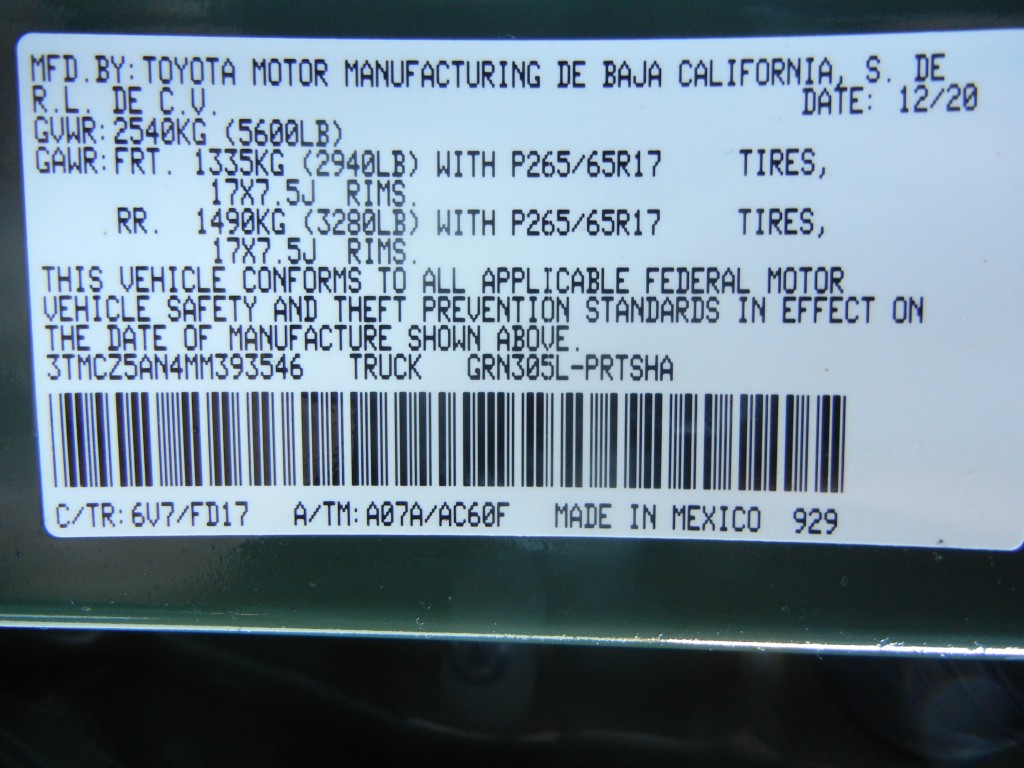 MFD.BY:TOYOTA MOTOR MANUFACTURING DE BAJA CALIFORNIA, S. DE
R.L. DE C.V. DATE: 12/20
GVWR:2540KG (5600LB)
GAWR:FRT. 1335KG (2940LB) WITH P265/65R17 TIRES,
17X7.5J RIMS.
RR. 1490KG (3280LB) WITH P265/65R17 TIRES,
17X7.5J RIMS.
THIS VEHICLE CONFORMS TO ALL APPLICABLE FEDERAL MOTOR
VEHICLE SAFETY AND THEFT PREVENTION STANDARDS IN EFFECT ON
THE DATE OF MANUFACTURE SHOWN ABOVE.
3TMCZ5AN4MM393546 TRUCK GRN305L-PRTSHA
C/TR:6V7/FD17 A/TM:A07A/AC60F MADE IN MEXICO 929